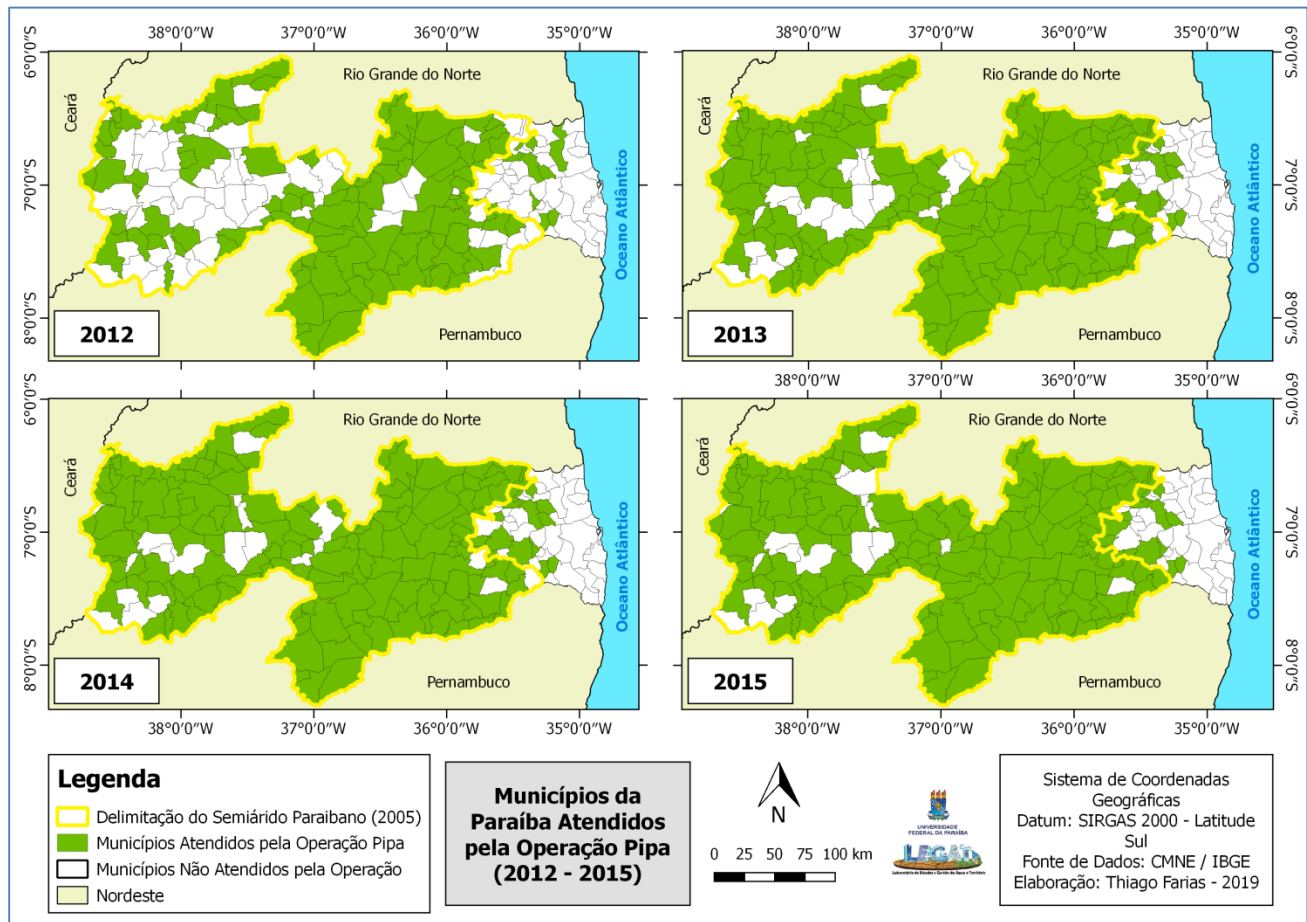 38°0'0"W 37°0'0"W 36°0'0"W 35°0'0"W
38°0'0"W 37°0'0"W 36°0'0"W 35°0'0"W
6°0'0"S
7°0'0"S
8°0'0"S
Ceará
Rio Grande do Norte
Oceano Atlântico
Pernambuco
2012
Ceará
Rio Grande do Norte
Oceano Atlântico
Pernambuco
2013
6°0'0"S
7°0'0"S
8°0'0"S
38°0'0"W 37°0'0"W 36°0'0"W 35°0'0"W
6°0'0"S
7°0'0"S
8°0'0"S
Ceará
Rio Grande do Norte
Oceano Atlântico
Pernambuco
2014
Ceará
Rio Grande do Norte
Oceano Atlântico
Pernambuco
2015
6°0'0"S
7°0'0"S
8°0'0"S
38°0'0"W 37°0'0"W 36°0'0"W 35°0'0"W
38°0'0"W 37°0'0"W 36°0'0"W 35°0'0"W
Legenda
Delimitação do Semiárido Paraibano (2005)
Municípios Atendidos pela Operação Pipa
Municípios Não Atendidos pela Operação
Nordeste
Municípios da
Paraíba Atendidos
pela Operação Pipa
(2012 - 2015)
N
0 25 50 75 100 km
UNIVERSIDADE
FEDERAL DA PARAÍBA
LEGAT
Laboratório de Estudos e Gestão de Água e Território
Sistema de Coordenadas
Geográficas
Datum: SIRGAS 2000 - Latitude
Sul
Fonte de Dados: CMNE / IBGE
Elaboração: Thiago Farias - 2019